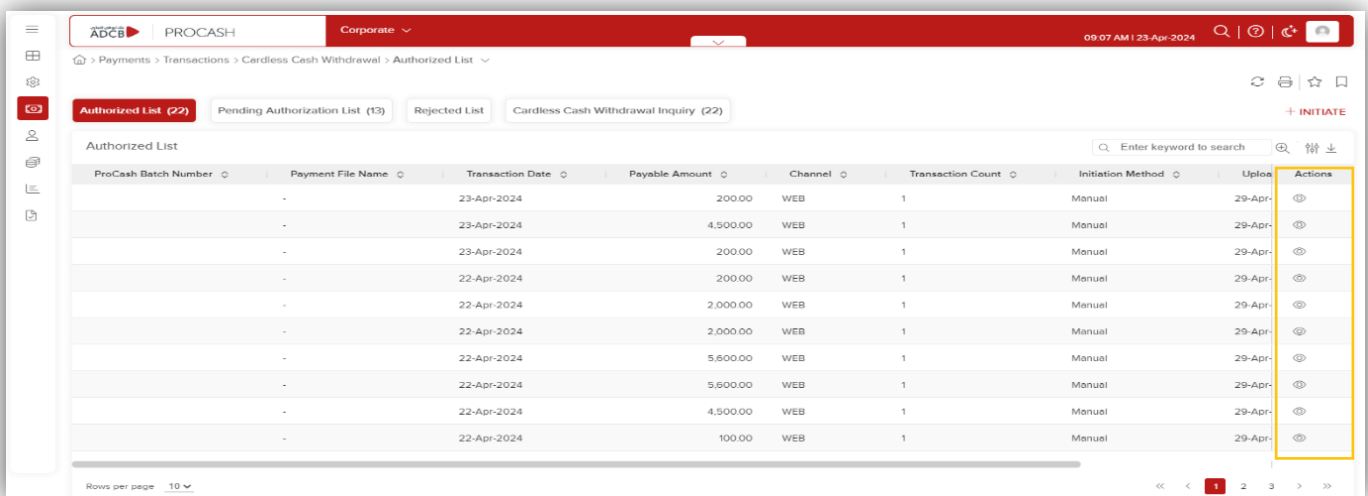 ADCB PROCASH Corporate 09:07 AM | 23-Apr-2024
> Payments > Transactions > Cardless Cash Withdrawal > Authorized List
Authorized List (22) Pending Authorization List (13) Rejected List Cardless Cash Withdrawal Inquiry (22) + INITIATE
Authorized List Enter keyword to search
ProCash Batch Number Payment File Name Transaction Date Payable Amount Channel Transaction Count Initiation Method Uploa Actions
- 23-Apr-2024 200.00 WEB 1 Manual 29-Apr-
- 23-Apr-2024 4,500.00 WEB 1 Manual 29-Apr-
- 23-Apr-2024 200.00 WEB 1 Manual 29-Apr-
- 22-Apr-2024 200.00 WEB 1 Manual 29-Apr-
- 22-Apr-2024 2,000.00 WEB 1 Manual 29-Apr-
- 22-Apr-2024 2,000.00 WEB 1 Manual 29-Apr-
- 22-Apr-2024 5,600.00 WEB 1 Manual 29-Apr-
- 22-Apr-2024 5,600.00 WEB 1 Manual 29-Apr-
- 22-Apr-2024 4,500.00 WEB 1 Manual 29-Apr-
- 22-Apr-2024 100.00 WEB 1 Manual 29-Apr-
Rows per page 10 << < 1 2 3 > >>